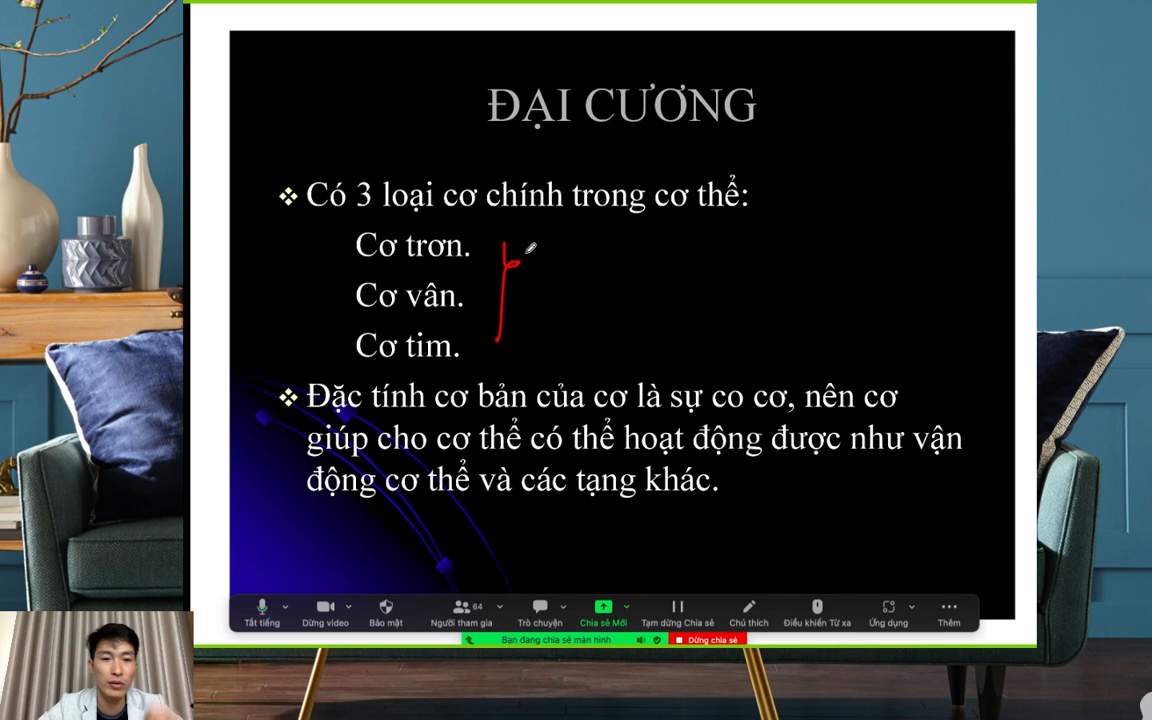 ĐẠI CƯƠNG
❖ Có 3 loại cơ chính trong cơ thể:
Cơ trơn.
Cơ vân.
Cơ tim.
❖ Đặc tính cơ bản của cơ là sự co cơ, nên cơ
giúp cho cơ thể có thể hoạt động được như vận
động cơ thể và các tạng khác.
64
Tắt tiếng Dừng video Bảo mật Người tham gia Trò chuyện Chia sẻ Mới Tạm dừng Chia sẻ Chú thích Điều khiển Từ xa Ứng dụng Thêm
Bạn đang chia sẻ màn hình Dừng chia sẻ